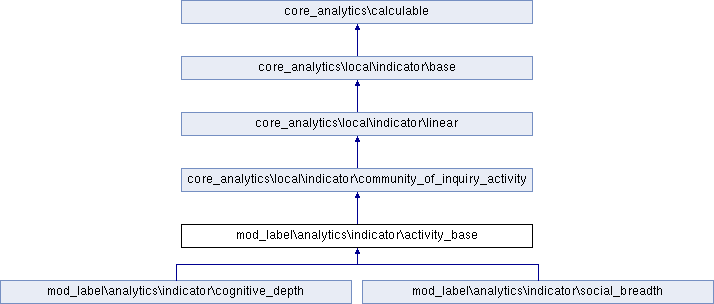 core_analytics\calculable
core_analytics\local\indicator\base
core_analytics\local\indicator\linear
core_analytics\local\indicator\community_of_inquiry_activity
mod_label\analytics\indicator\activity_base
mod_label\analytics\indicator\cognitive_depth
mod_label\analytics\indicator\social_breadth